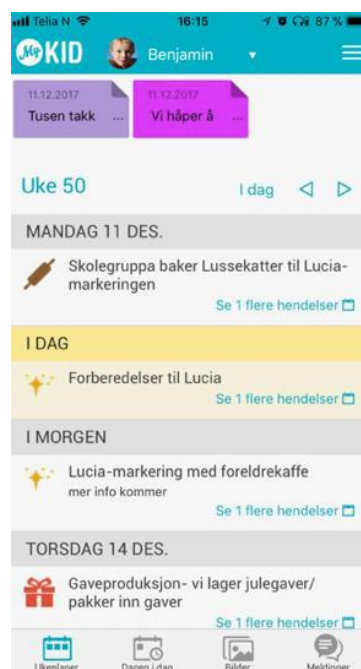 Telia N 16:15 87 %
My KID Benjamin
11.12.2017 11.12.2017
Tusen takk ... Vi håper å ...
Uke 50 I dag
MANDAG 11 DES.
Skolegruppa baker Lussekatter til Lucia-
markeringen
Se 1 flere hendelser
I DAG
Forberedelser til Lucia
Se 1 flere hendelser
I MORGEN
Lucia-markering med foreldrekaffe
mer info kommer
Se 1 flere hendelser
TORSDAG 14 DES.
Gaveproduksjon- vi lager julegaver/
pakker inn gaver
Se 1 flere hendelser
Ukeplaner Dagen i dag Bilder Meldinger